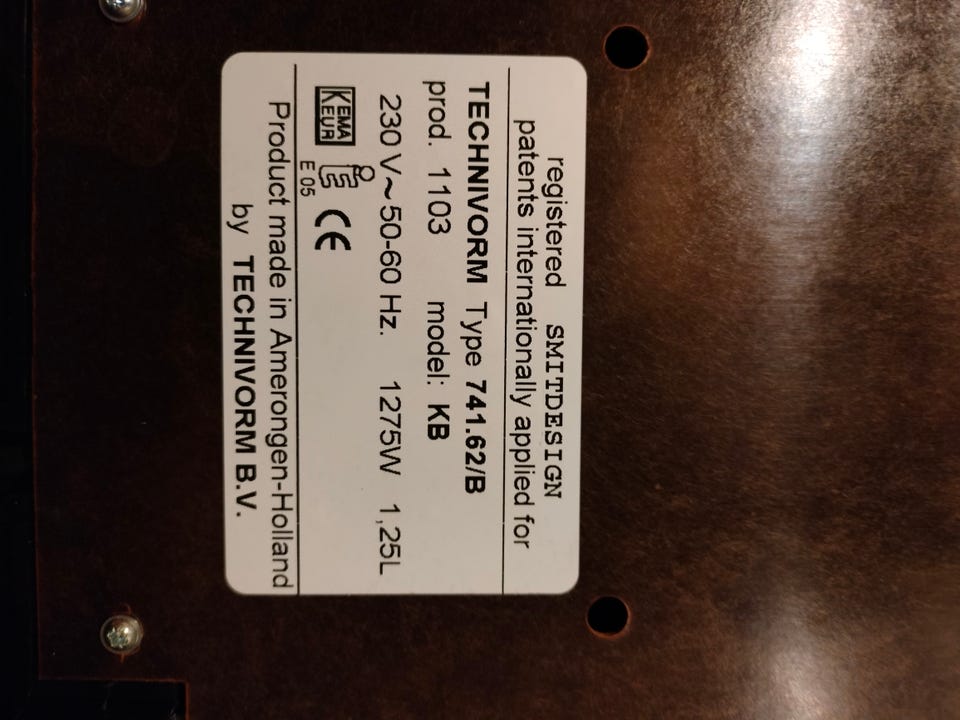 registered SMITDESIGN
patents internationally applied for
TECHNIVORM Type 741.62/B
prod. 1103 model: KB
230 V~50-60 Hz. 1275W 1,25L
KEMA
KEUR
E 05
CE
Product made in Amerongen-Holland
by TECHNIVORM B.V.